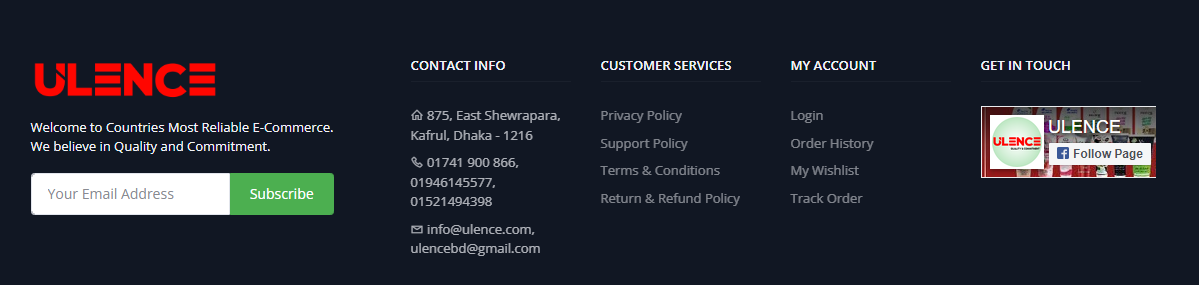 ULENCE
Welcome to Countries Most Reliable E-Commerce.
We believe in Quality and Commitment.
Your Email Address
Subscribe
CONTACT INFO
875, East Shewrapara,
Kafrul, Dhaka - 1216
01741 900 866,
01946145577,
01521494398
info@ulence.com,
ulencebd@gmail.com
CUSTOMER SERVICES
Privacy Policy
Support Policy
Terms & Conditions
Return & Refund Policy
MY ACCOUNT
Login
Order History
My Wishlist
Track Order
GET IN TOUCH
ULENCE
ULENCE
Follow Page